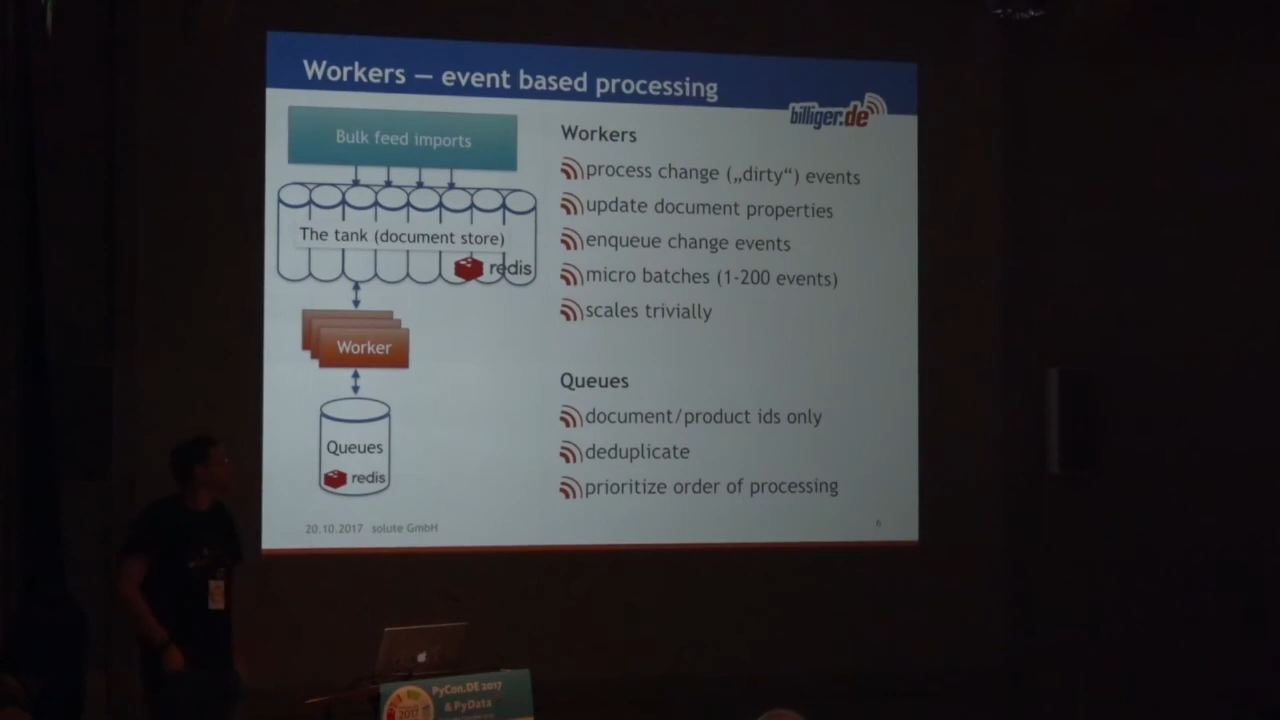 Workers — event based processing
billiger.de
Bulk feed imports
The tank (document store)
redis
Worker
Queues
redis
Workers
process change („dirty“) events
update document properties
enqueue change events
micro batches (1-200 events)
scales trivially
Queues
document/product ids only
deduplicate
prioritize order of processing
20.10.2017 solute GmbH
6
PyCon.DE 2017
& PyData
2017